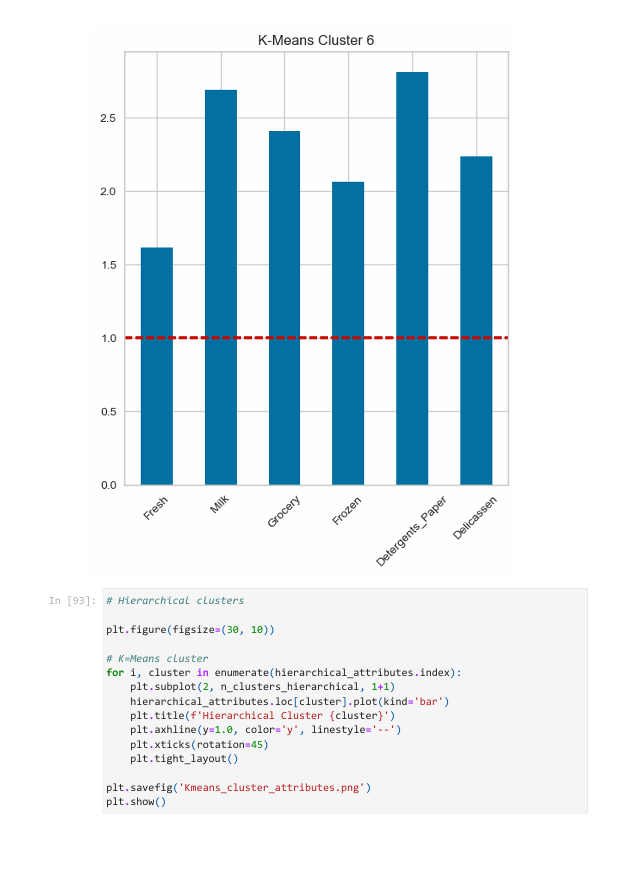 K-Means Cluster 6
2.5
2.0
1.5
1.0
0.5
0.0
Fresh
Milk
Grocery
Frozen
Detergents_Paper
Delicassen
In [93]:
# Hierarchical clusters
plt.figure(figsize=(30, 10))
# K=Means cluster
for i, cluster in enumerate(hierarchical_attributes.index):
    plt.subplot(2, n_clusters_hierarchical, 1+1)
    hierarchical_attributes.loc[cluster].plot(kind='bar')
    plt.title(f'Hierarchical Cluster {cluster}')
    plt.axhline(y=1.0, color='y', linestyle='--')
    plt.xticks(rotation=45)
    plt.tight_layout()
plt.savefig('Kmeans_cluster_attributes.png')
plt.show()